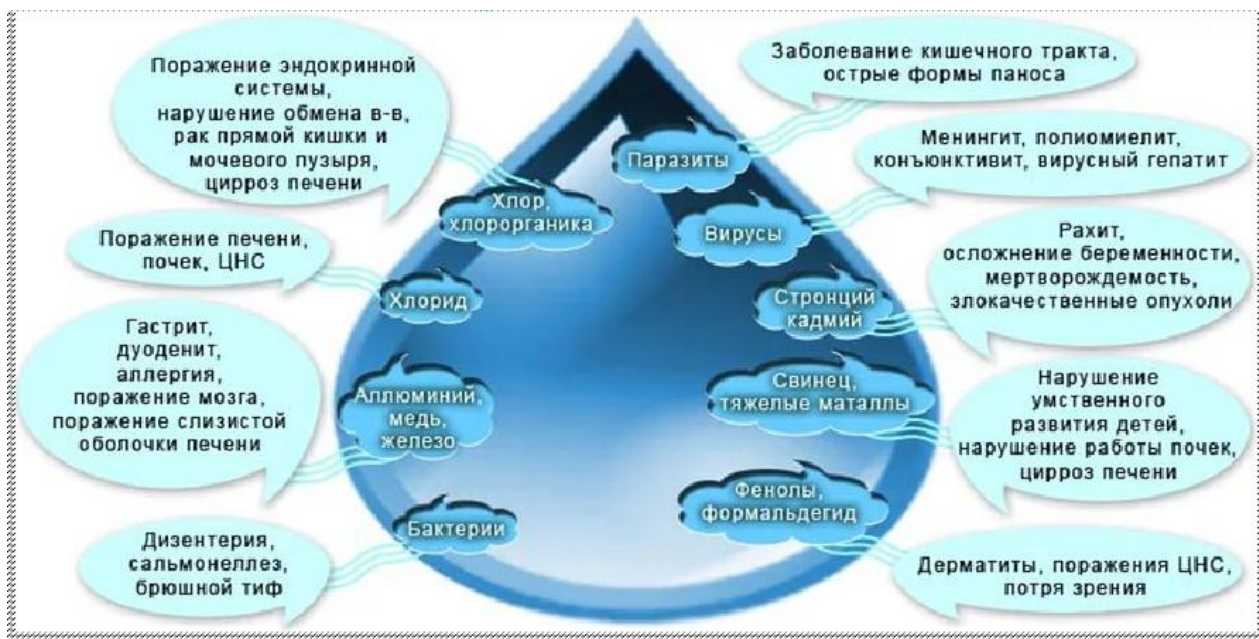 Поражение эндокринной
системы,
нарушение обмена в-в,
рак прямой кишки и
мочевого пузыря,
цирроз печени
Хлор,
хлорорганика
Поражение печени,
почек, ЦНС
Хлорид
Гастрит,
дуоденит,
аллергия,
поражение мозга,
поражение слизистой
оболочки печени
Аллюминий,
медь,
железо
Дизентерия,
сальмонеллез,
брюшной тиф
Бактерии
Заболевание кишечного тракта,
острые формы паноса
Паразиты
Менингит, полиомиелит,
конъюнктивит, вирусный гепатит
Вирусы
Рахит,
осложнение беременности,
мертворождемость,
злокачественные опухоли
Стронций
кадмий
Нарушение
умственного
развития детей,
нарушение работы почек,
цирроз печени
Свинец,
тяжелые маталлы
Фенолы,
формальдегид
Дерматиты, поражения ЦНС,
потря зрения